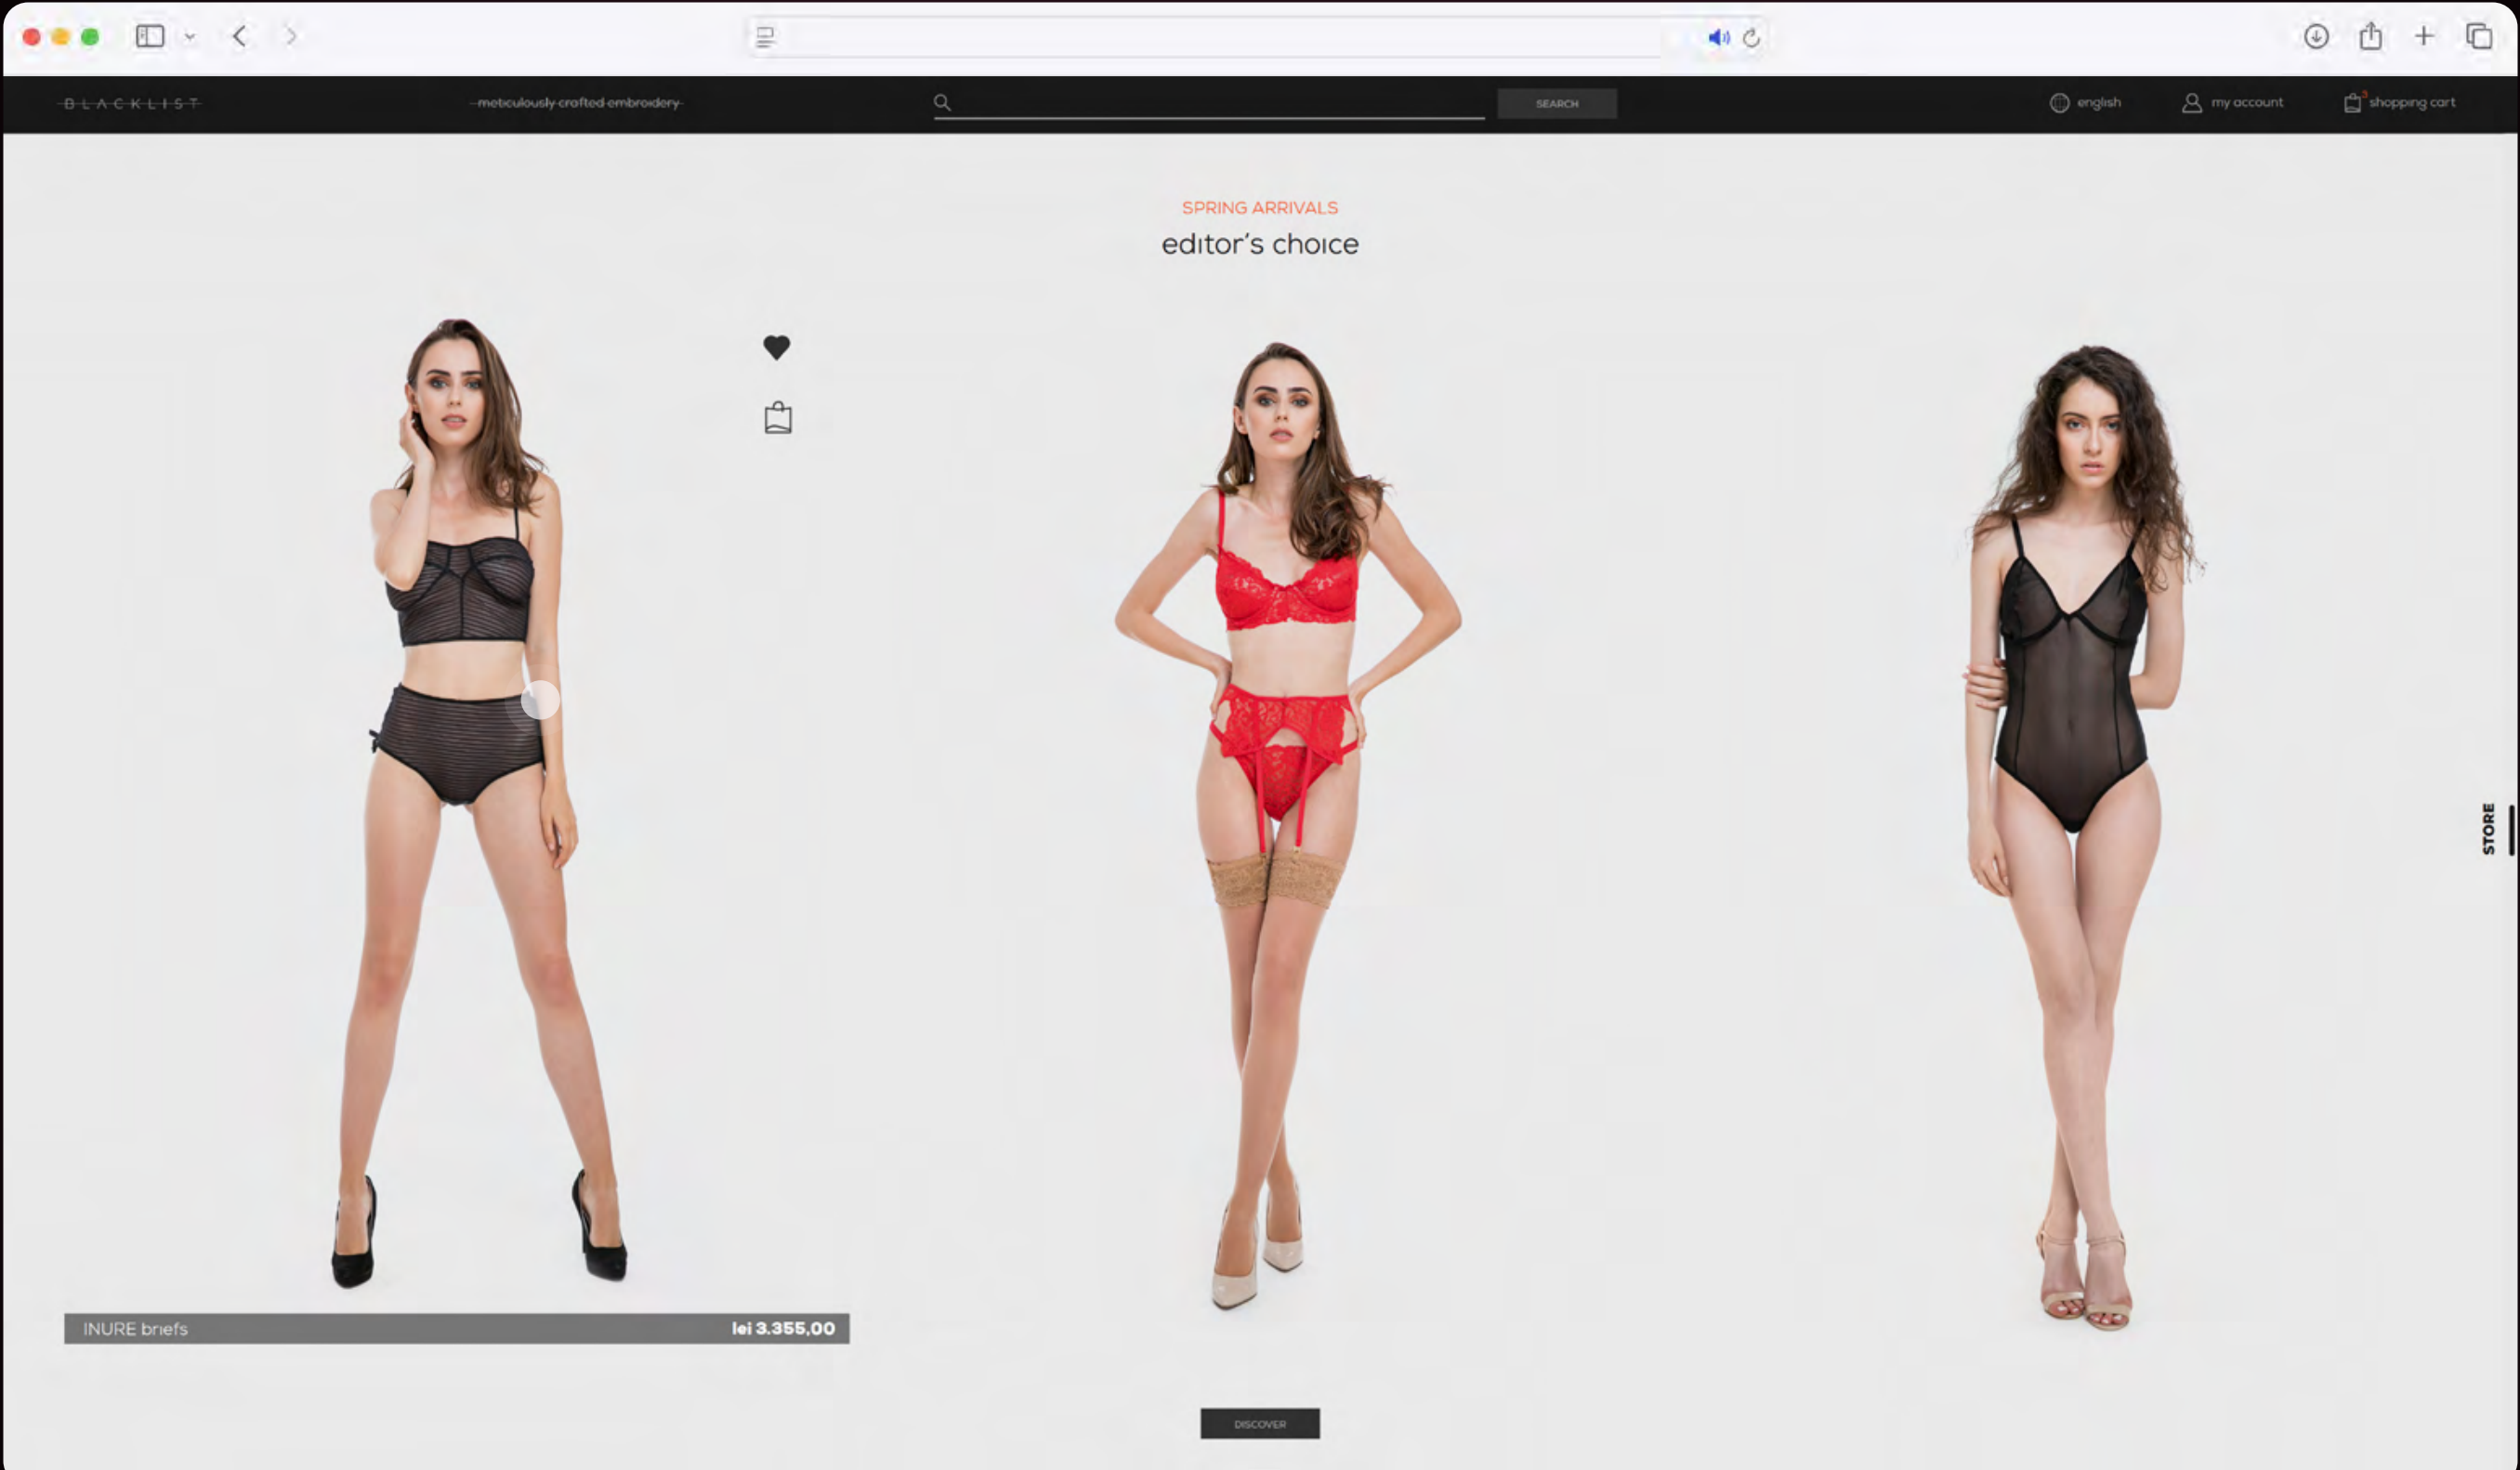 BLACKLIST
meticulously crafted embroidery
SEARCH
english
my account
3
shopping cart
SPRING ARRIVALS
editor's choice
STORE
INURE briefs
lei 3.355,00
DISCOVER